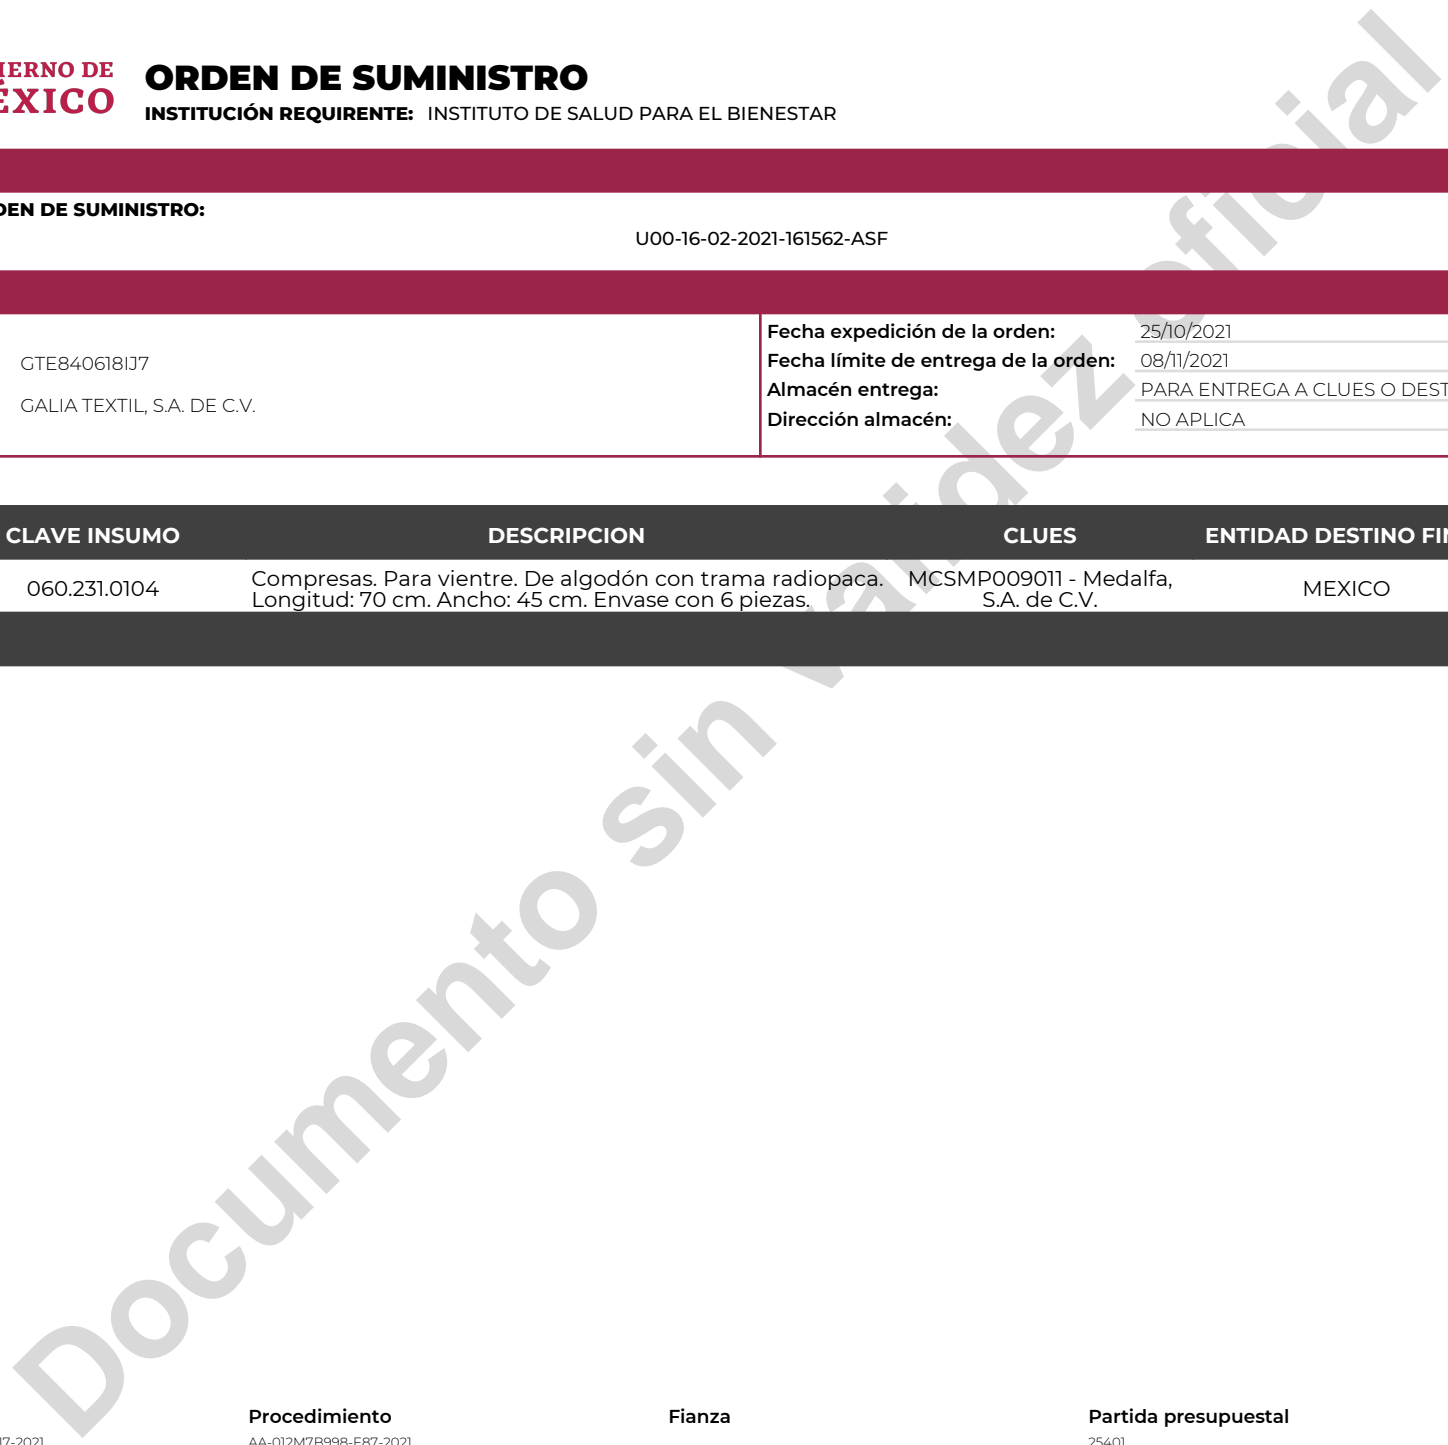 ORDEN DE SUMINISTRO
INSTITUCIÓN REQUIRENTE: INSTITUTO DE SALUD PARA EL BIENESTAR
IERNO DE
ÉXICO
DEN DE SUMINISTRO:
U00-16-02-2021-161562-ASF
GTE840618IJ7
GALIA TEXTIL, S.A. DE C.V.
Fecha expedición de la orden: 25/10/2021
Fecha límite de entrega de la orden: 08/11/2021
Almacén entrega: PARA ENTREGA A CLUES O DEST
Dirección almacén: NO APLICA
CLAVE INSUMO DESCRIPCION CLUES ENTIDAD DESTINO FIN
060.231.0104 Compresas. Para vientre. De algodón con trama radiopaca. MCSMP009011 - Medalfa, MEXICO
Longitud: 70 cm. Ancho: 45 cm. Envase con 6 piezas. S.A. de C.V.
Documento sin validez oficial
Procedimiento Fianza Partida presupuestal
17-2021 AA-012M7B998-E87-2021 25401